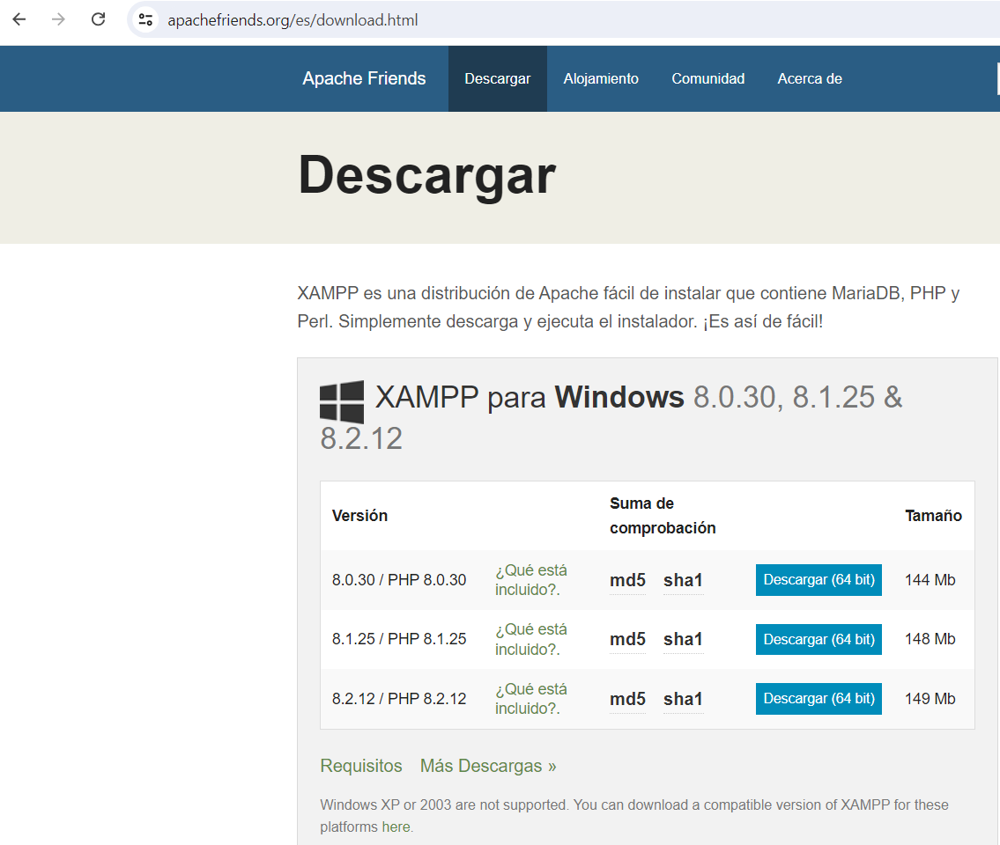 apachefriends.org/es/download.html
Apache Friends Descargar Alojamiento Comunidad Acerca de
Descargar
XAMPP es una distribución de Apache fácil de instalar que contiene MariaDB, PHP y
Perl. Simplemente descarga y ejecuta el instalador. ¡Es así de fácil!
XAMPP para Windows 8.0.30, 8.1.25 &
8.2.12
Versión Suma de
comprobación Tamaño
8.0.30 / PHP 8.0.30 ¿Qué está
incluido?. md5 sha1 Descargar (64 bit) 144 Mb
8.1.25 / PHP 8.1.25 ¿Qué está
incluido?. md5 sha1 Descargar (64 bit) 148 Mb
8.2.12 / PHP 8.2.12 ¿Qué está
incluido?. md5 sha1 Descargar (64 bit) 149 Mb
Requisitos Más Descargas »
Windows XP or 2003 are not supported. You can download a compatible version of XAMPP for these
platforms here.